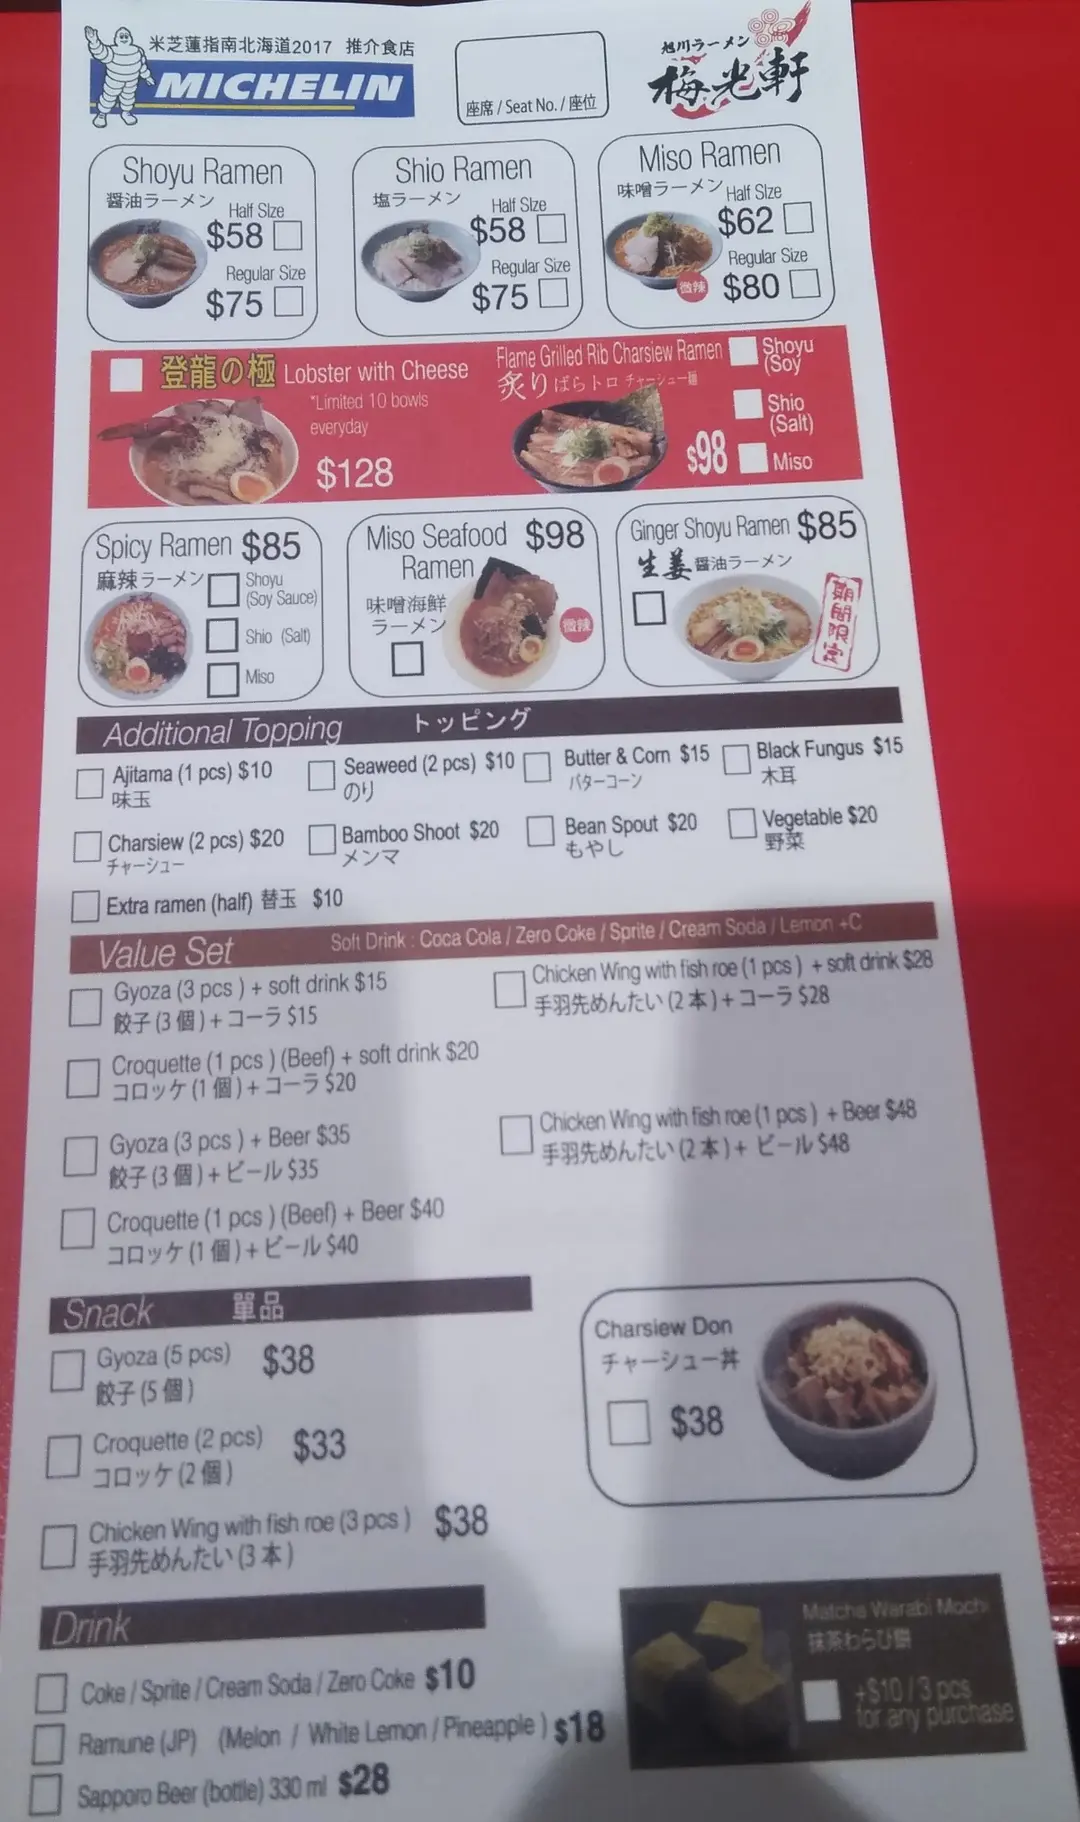 米芝蓮指南北海道2017 推介食店
MICHELIN
座席 / Seat No. / 座位
旭川ラーメン
梅光軒
Shoyu Ramen
醤油ラーメン
Half SIze
$58
Regular Size
$75
Shio Ramen
塩ラーメン
Half SIze
$58
Regular Size
$75
Miso Ramen
味噌ラーメン
Half SIze
$62
Regular Size
微辣
$80
登龍の極 Lobster with Cheese
*Limited 10 bowls
everyday
$128
Flame Grilled Rib Charsiew Ramen
炙りばらトロ チャーシュー麺
$98
Shoyu
(Soy
Shio
(Salt)
Miso
Spicy Ramen $85
麻辣ラーメン
Shoyu
(Soy Sauce)
Shio (Salt)
Miso
Miso Seafood $98
Ramen
味噌海鮮
ラーメン
微辣
Ginger Shoyu Ramen $85
生姜 醤油ラーメン
期間限定
Additional Topping トッピング
Ajitama (1 pcs) $10
味玉
Seaweed (2 pcs) $10
のり
Butter & Corn $15
バターコーン
Black Fungus $15
木耳
Charsiew (2 pcs) $20
チャーシュー
Bamboo Shoot $20
メンマ
Bean Spout $20
もやし
Vegetable $20
野菜
Extra ramen (half) 替玉 $10
Value Set Soft Drink : Coca Cola / Zero Coke / Sprite / Cream Soda / Lemon +C
Gyoza (3 pcs ) + soft drink $15
餃子 (3 個) + コーラ $15
Chicken Wing with fish roe (1 pcs ) + soft drink $28
手羽先めんたい (2 本) + コーラ $28
Croquette (1 pcs ) (Beef) + soft drink $20
コロッケ (1 個) + コーラ $20
Gyoza (3 pcs ) + Beer $35
餃子 (3 個) + ビール $35
Chicken Wing with fish roe (1 pcs ) + Beer $48
手羽先めんたい (2 本) + ビール $48
Croquette (1 pcs ) (Beef) + Beer $40
コロッケ (1 個) + ビール $40
Snack 單品
Gyoza (5 pcs) $38
餃子 (5 個)
Croquette (2 pcs) $33
コロッケ (2 個)
Chicken Wing with fish roe (3 pcs ) $38
手羽先めんたい (3 本)
Charsiew Don
チャーシュー丼
$38
Drink
Coke / Sprite / Cream Soda / Zero Coke $10
Ramune (JP) (Melon / White Lemon / Pineapple ) $18
Sapporo Beer (bottle) 330 ml $28
Matcha Warabi Mochi
抹茶わらび餅
+$10 / 3 pcs
for any purchase